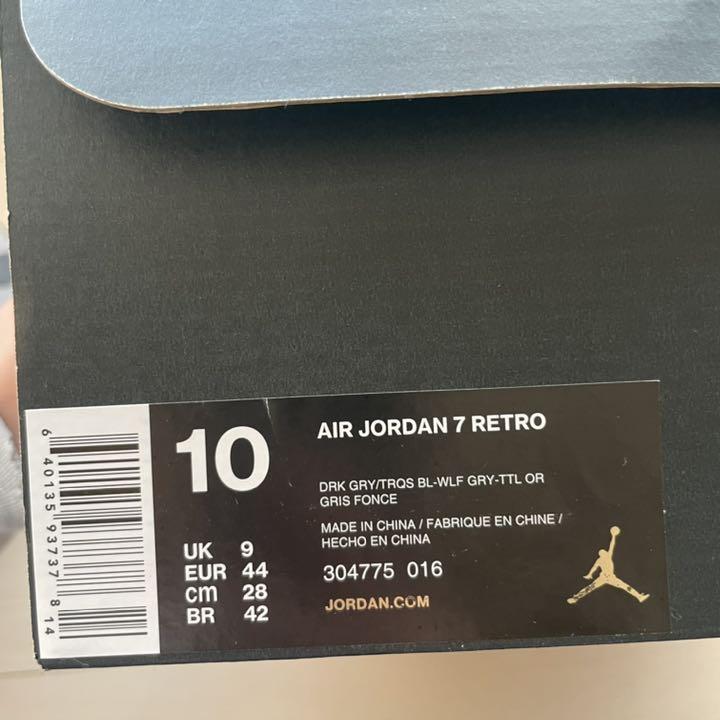 AIR JORDAN 7 RETRO
10
DRK GRY/TRQS BL-WLF GRY-TTL OR
GRIS FONCE
MADE IN CHINA / FABRIQUE EN CHINE /
HECHO EN CHINA
UK 9
EUR 44
cm 28
BR 42
304775 016
JORDAN.COM
6 40135 93737 8 14